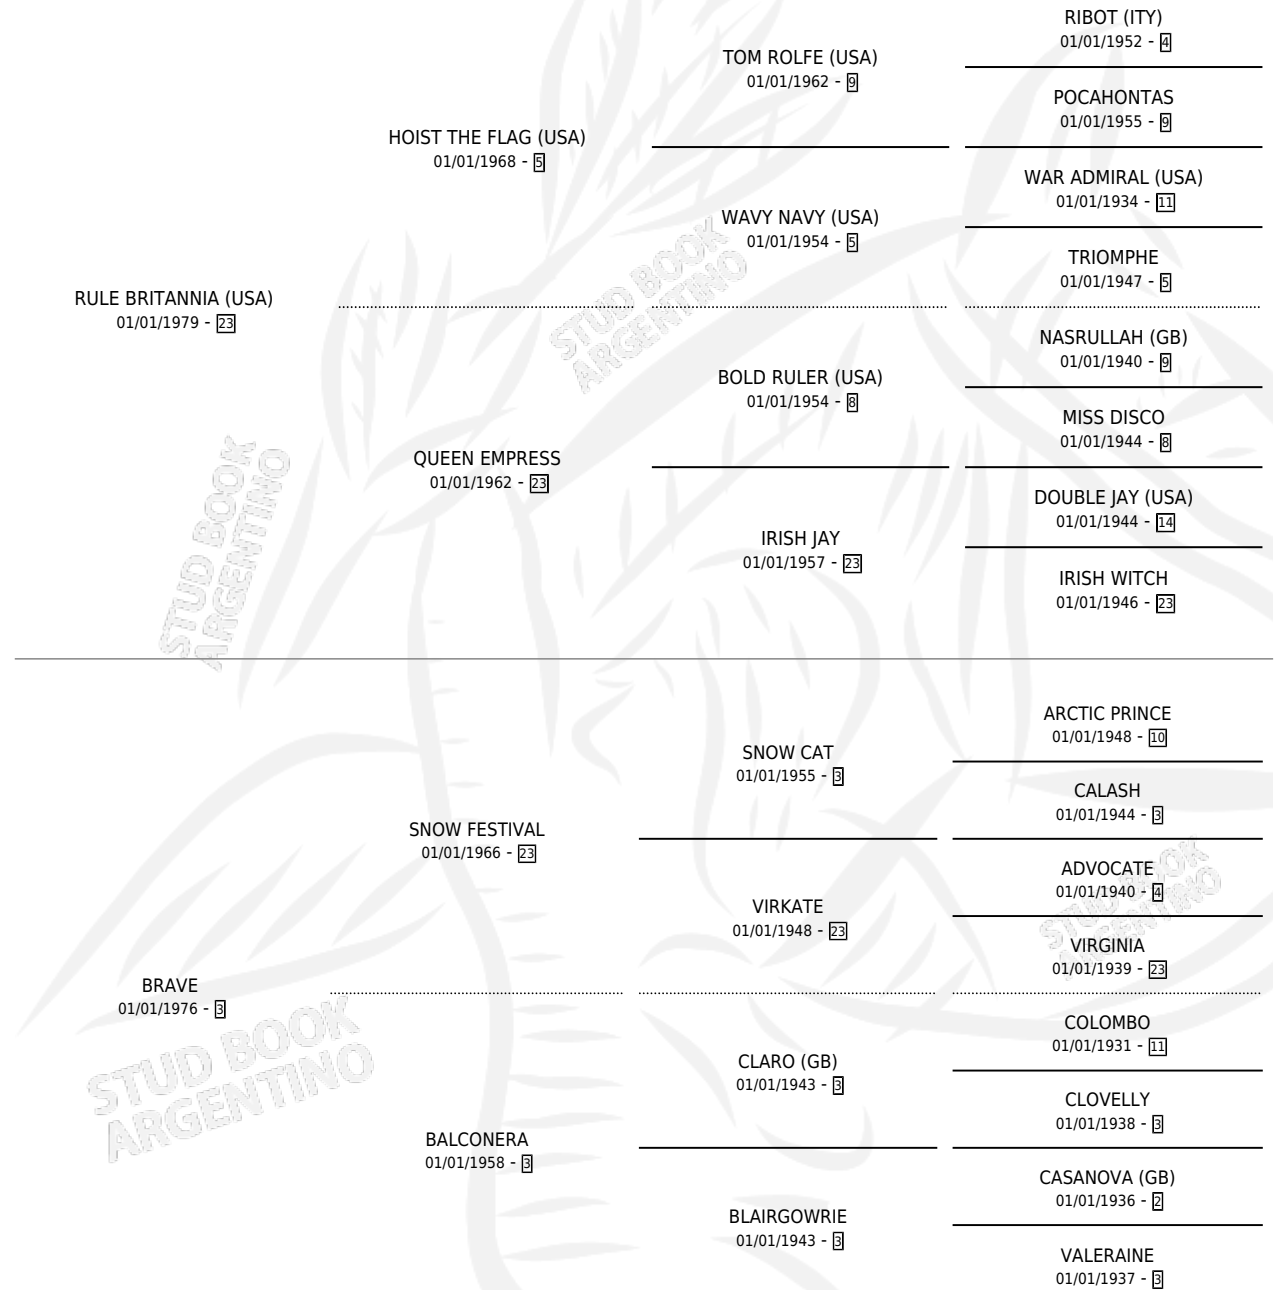 RIBOT (ITY)
01/01/1952 - 4
TOM ROLFE (USA)
01/01/1962 - 9
POCAHONTAS
01/01/1955 - 9
HOIST THE FLAG (USA)
01/01/1968 - 5
WAR ADMIRAL (USA)
01/01/1934 - 11
WAVY NAVY (USA)
01/01/1954 - 5
TRIOMPHE
01/01/1947 - 5
RULE BRITANNIA (USA)
01/01/1979 - 23
NASRULLAH (GB)
01/01/1940 - 9
BOLD RULER (USA)
01/01/1954 - 8
MISS DISCO
01/01/1944 - 8
QUEEN EMPRESS
01/01/1962 - 23
DOUBLE JAY (USA)
01/01/1944 - 14
IRISH JAY
01/01/1957 - 23
IRISH WITCH
01/01/1946 - 23
ARCTIC PRINCE
01/01/1948 - 10
SNOW CAT
01/01/1955 - 3
CALASH
01/01/1944 - 3
SNOW FESTIVAL
01/01/1966 - 23
ADVOCATE
01/01/1940 - 4
VIRKATE
01/01/1948 - 23
VIRGINIA
01/01/1939 - 23
BRAVE
01/01/1976 - 3
COLOMBO
01/01/1931 - 11
CLARO (GB)
01/01/1943 - 3
CLOVELLY
01/01/1938 - 3
BALCONERA
01/01/1958 - 3
CASANOVA (GB)
01/01/1936 - 2
BLAIRGOWRIE
01/01/1943 - 3
VALERAINE
01/01/1937 - 3
STUD BOOK
ARGENTINO
STUD BOOK
ARGENTINO
STUD BOOK
ARGENTINO
STUD BOOK
ARGENTINO